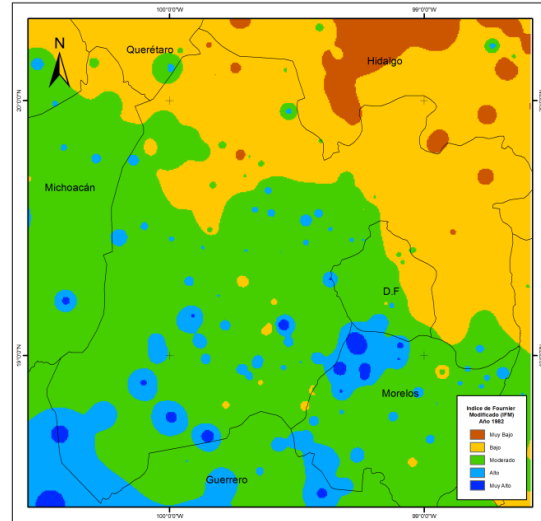 100°0'0"W
99°0'0"W
N
Querétaro
Hidalgo
20°0'0"N
Michoacán
D.F
19°0'0"N
Morelos
Guerrero
Indice de Fournier
Modificado (IFM)
Año 1982
Muy Bajo
Bajo
Moderado
Alto
Muy Alto
100°0'0"W
99°0'0"W